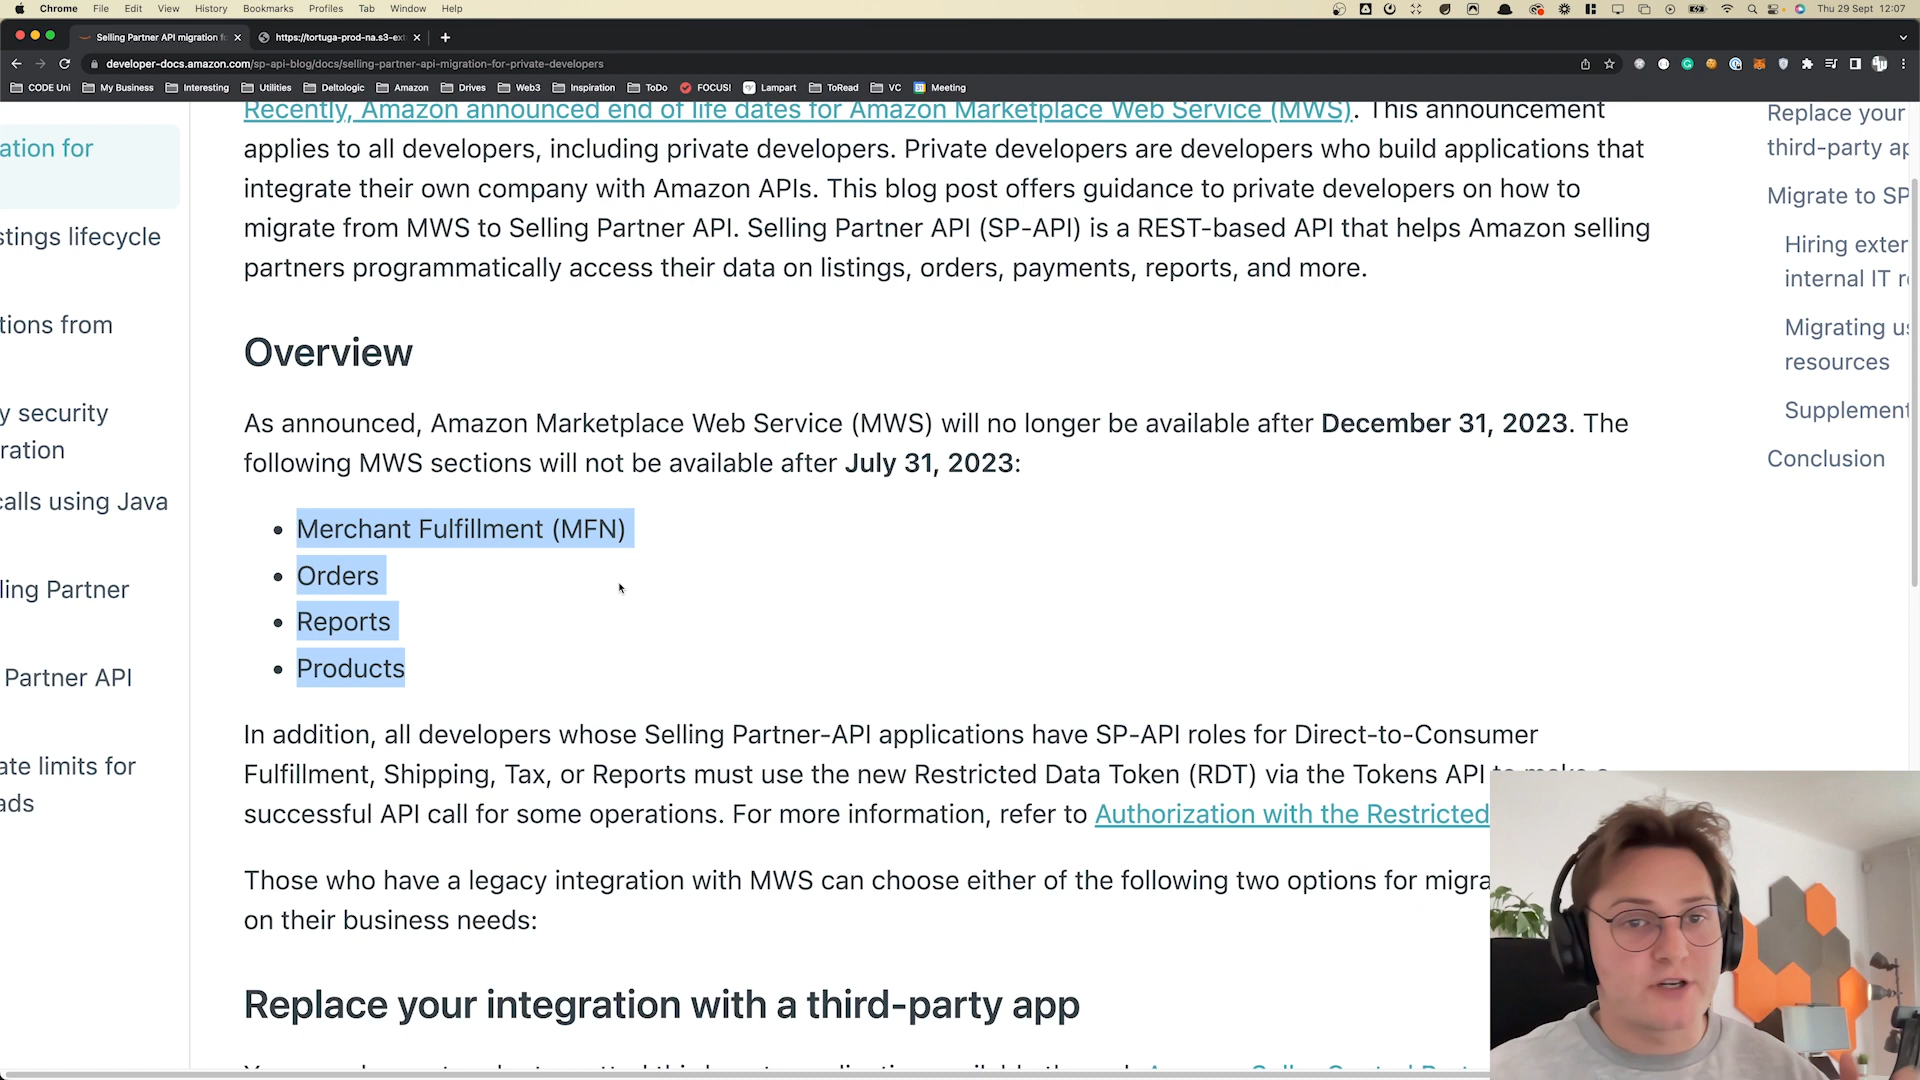 Chrome File Edit View History Bookmarks Profiles Tab Window Help Thu 29 Sept 12:07
Selling Partner API migration fo https://tortuga-prod-na.s3-ext
developer-docs.amazon.com/sp-api-blog/docs/selling-partner-api-migration-for-private-developers
CODE Uni My Business Interesting Utilities Deltologic Amazon Drives Web3 Inspiration ToDo FOCUS! Lampart ToRead VC Meeting
ation for
stings lifecycle
tions from
y security
ration
calls using Java
ling Partner
Partner API
ate limits for
ads
Recently, Amazon announced end of life dates for Amazon Marketplace Web Service (MWS). This announcement
applies to all developers, including private developers. Private developers are developers who build applications that
integrate their own company with Amazon APIs. This blog post offers guidance to private developers on how to
migrate from MWS to Selling Partner API. Selling Partner API (SP-API) is a REST-based API that helps Amazon selling
partners programmatically access their data on listings, orders, payments, reports, and more.
Overview
As announced, Amazon Marketplace Web Service (MWS) will no longer be available after December 31, 2023. The
following MWS sections will not be available after July 31, 2023:
• Merchant Fulfillment (MFN)
• Orders
• Reports
• Products
In addition, all developers whose Selling Partner-API applications have SP-API roles for Direct-to-Consumer
Fulfillment, Shipping, Tax, or Reports must use the new Restricted Data Token (RDT) via the Tokens API to make a
successful API call for some operations. For more information, refer to Authorization with the Restricted
Those who have a legacy integration with MWS can choose either of the following two options for migra
on their business needs:
Replace your integration with a third-party app
Replace your
third-party ap
Migrate to SP
Hiring exter
internal IT r
Migrating us
resources
Supplement
Conclusion